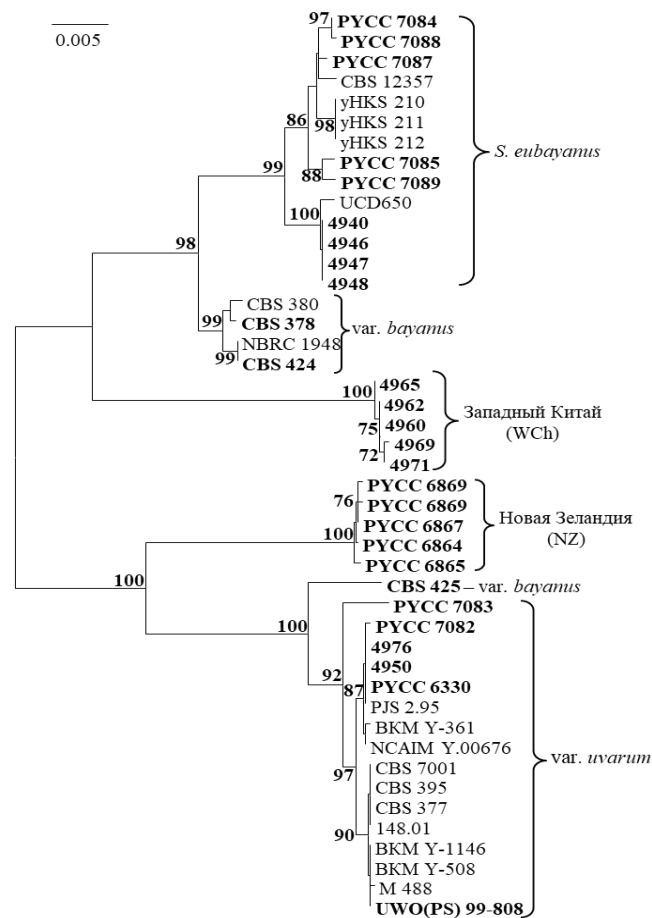 0.005
97
PYCC 7084
PYCC 7088
PYCC 7087
CBS 12357
yHKS 210
86
yHKS 211
98
yHKS 212
S. eubayanus
PYCC 7085
99
88
PYCC 7089
UCD650
100
4940
4946
98
4947
4948
CBS 380
99
CBS 378
var. bayanus
NBRC 1948
99
CBS 424
4965
100
4962
Западный Китай
(WCh)
4960
75
4969
72
4971
PYCC 6869
76
PYCC 6869
Новая Зеландия
(NZ)
PYCC 6867
100
PYCC 6864
PYCC 6865
100
CBS 425 – var. bayanus
PYCC 7083
100
PYCC 7082
4976
4950
92
87
PYCC 6330
PJS 2.95
BKM Y-361
NCAIM Y.00676
var. uvarum
CBS 7001
97
CBS 395
CBS 377
148.01
90
BKM Y-1146
BKM Y-508
M 488
UWO(PS) 99-808